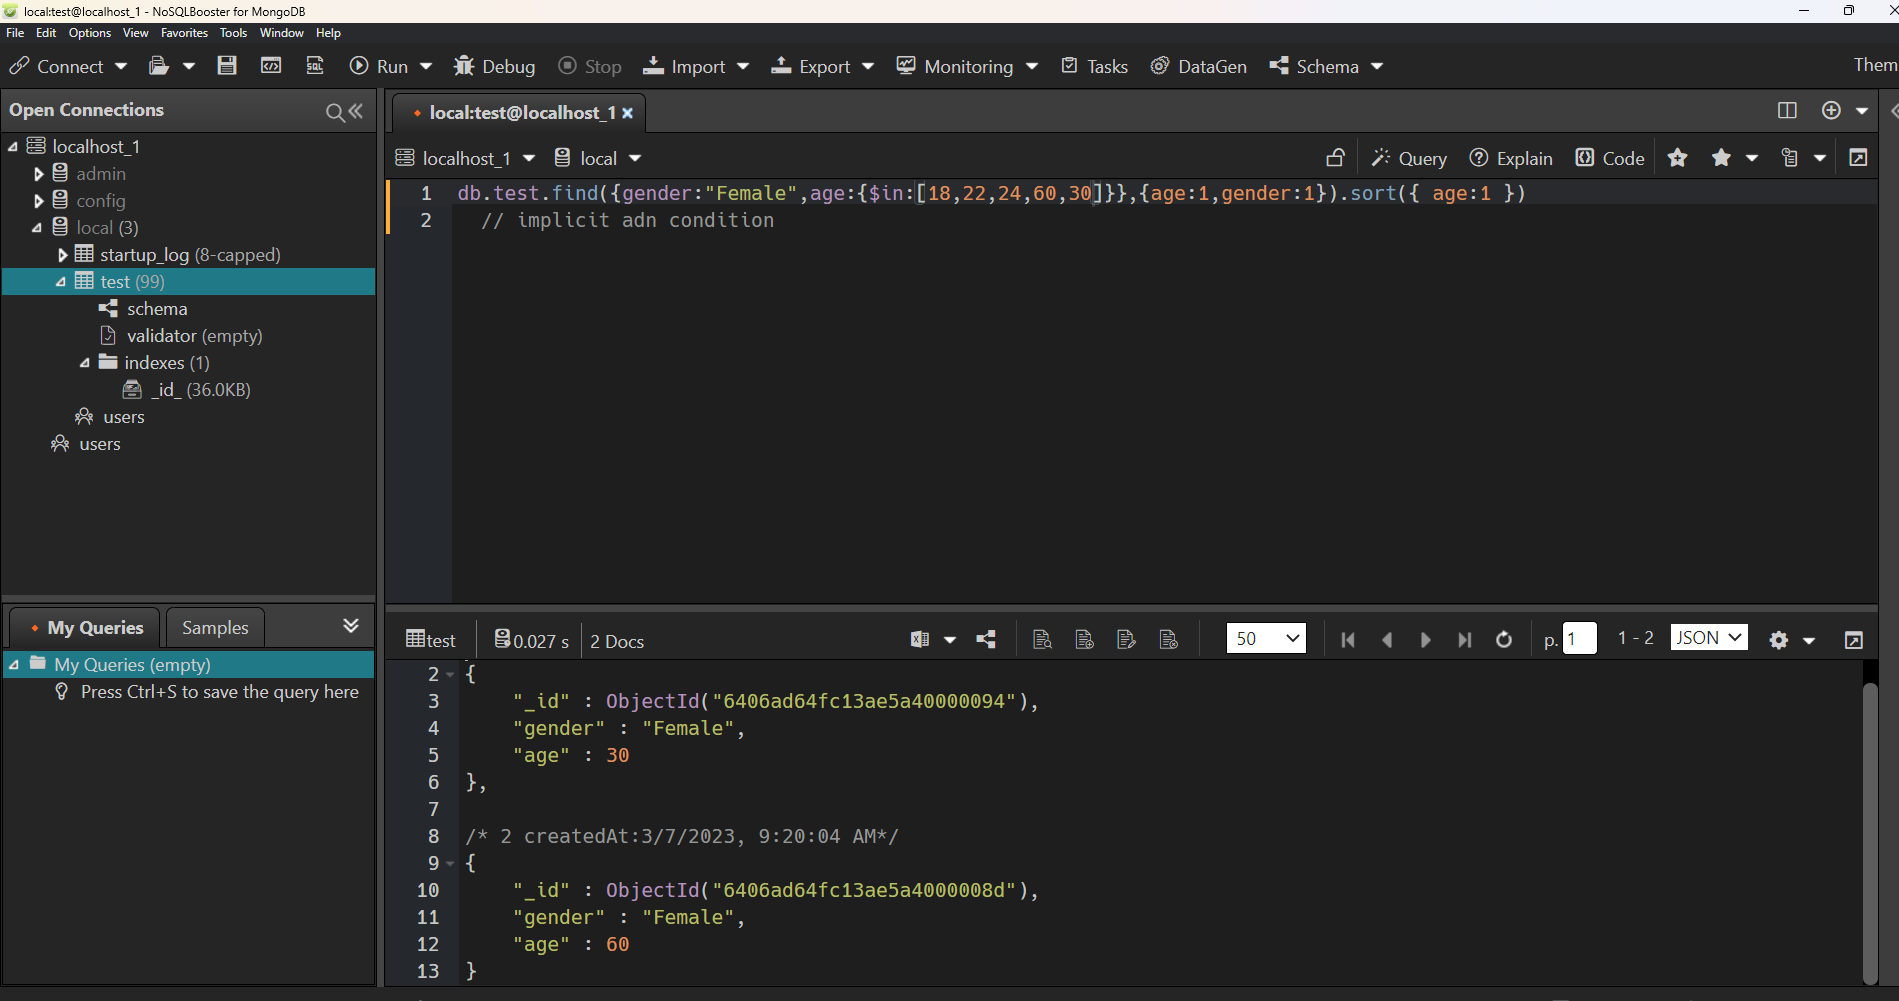 local:test@localhost_1 - NoSQLBooster for MongoDB
File Edit Options View Favorites Tools Window Help
Connect Run Debug Stop Import Export Monitoring Tasks DataGen Schema Them
SQL
Open Connections
localhost_1
admin
config
local (3)
startup_log (8-capped)
test (99)
schema
validator (empty)
indexes (1)
_id_ (36.0KB)
users
users
My Queries Samples
My Queries (empty)
Press Ctrl+S to save the query here
local:test@localhost_1
localhost_1 local Query Explain Code
1 db.test.find({gender:"Female",age:{$in:[18,22,24,60,30]}},{age:1,gender:1}).sort({ age:1 })
2 // implicit adn condition
test 0.027 s 2 Docs 50 p. 1 1 - 2 JSON
2 {
3 "_id" : ObjectId("6406ad64fc13ae5a40000094"),
4 "gender" : "Female",
5 "age" : 30
6 },
7
8 /* 2 createdAt:3/7/2023, 9:20:04 AM*/
9 {
10 "_id" : ObjectId("6406ad64fc13ae5a4000008d"),
11 "gender" : "Female",
12 "age" : 60
13 }